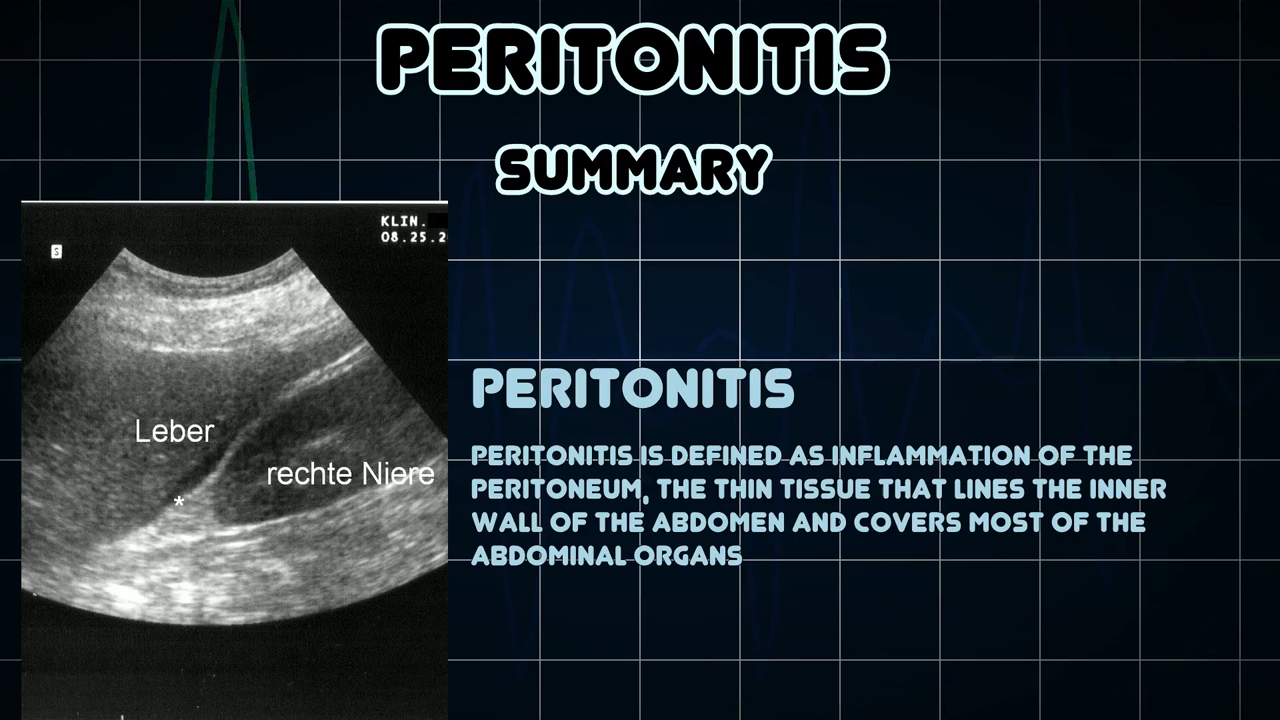 PERITONITIS
SUMMARY
S
KLIN.
08.25.2
Leber
rechte Niere
*
PERITONITIS
PERITONITIS IS DEFINED AS INFLAMMATION OF THE
PERITONEUM, THE THIN TISSUE THAT LINES THE INNER
WALL OF THE ABDOMEN AND COVERS MOST OF THE
ABDOMINAL ORGANS